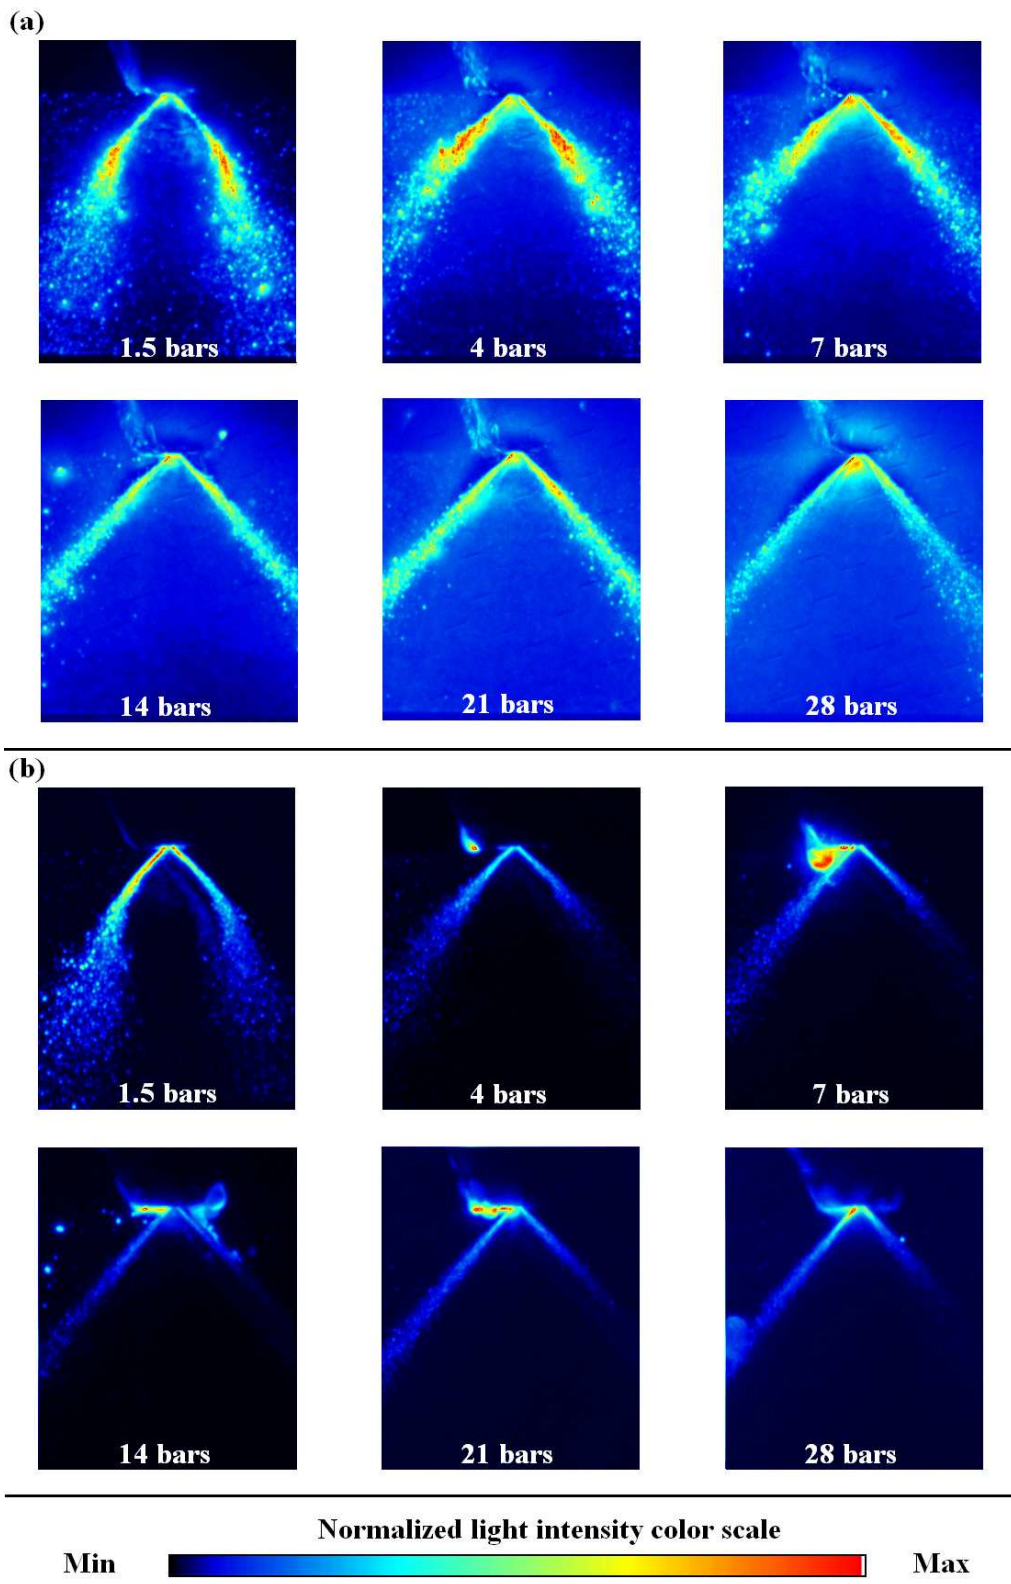 (a)
1.5 bars
4 bars
7 bars
14 bars
21 bars
28 bars
(b)
1.5 bars
4 bars
7 bars
14 bars
21 bars
28 bars
Normalized light intensity color scale
Min
Max